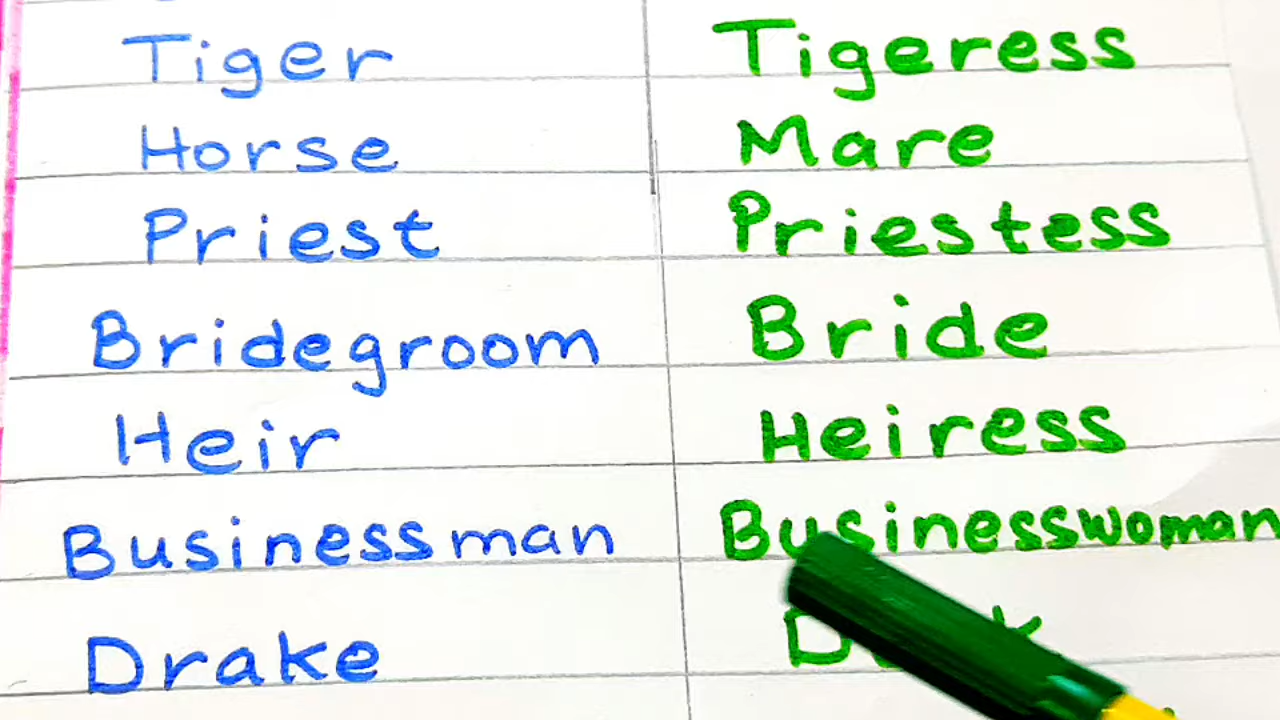 Tiger Tigeress
Horse Mare
Priest Priestess
Bridegroom Bride
Heir Heiress
Businessman Businesswoman
Drake